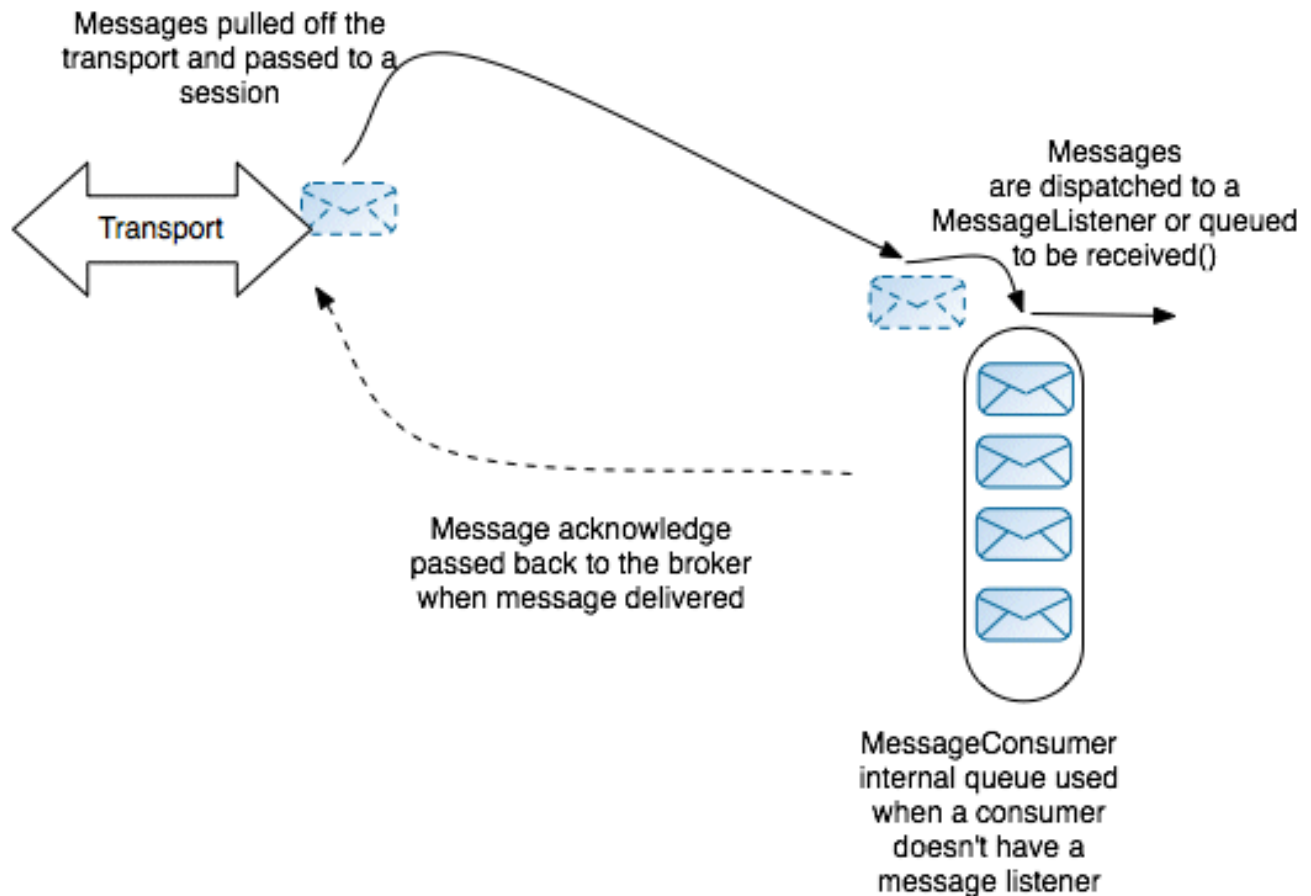 Messages pulled off the
transport and passed to a
session
Transport
Messages
are dispatched to a
MessageListener or queued
to be received()
Message acknowledge
passed back to the broker
when message delivered
MessageConsumer
internal queue used
when a consumer
doesn't have a
message listener